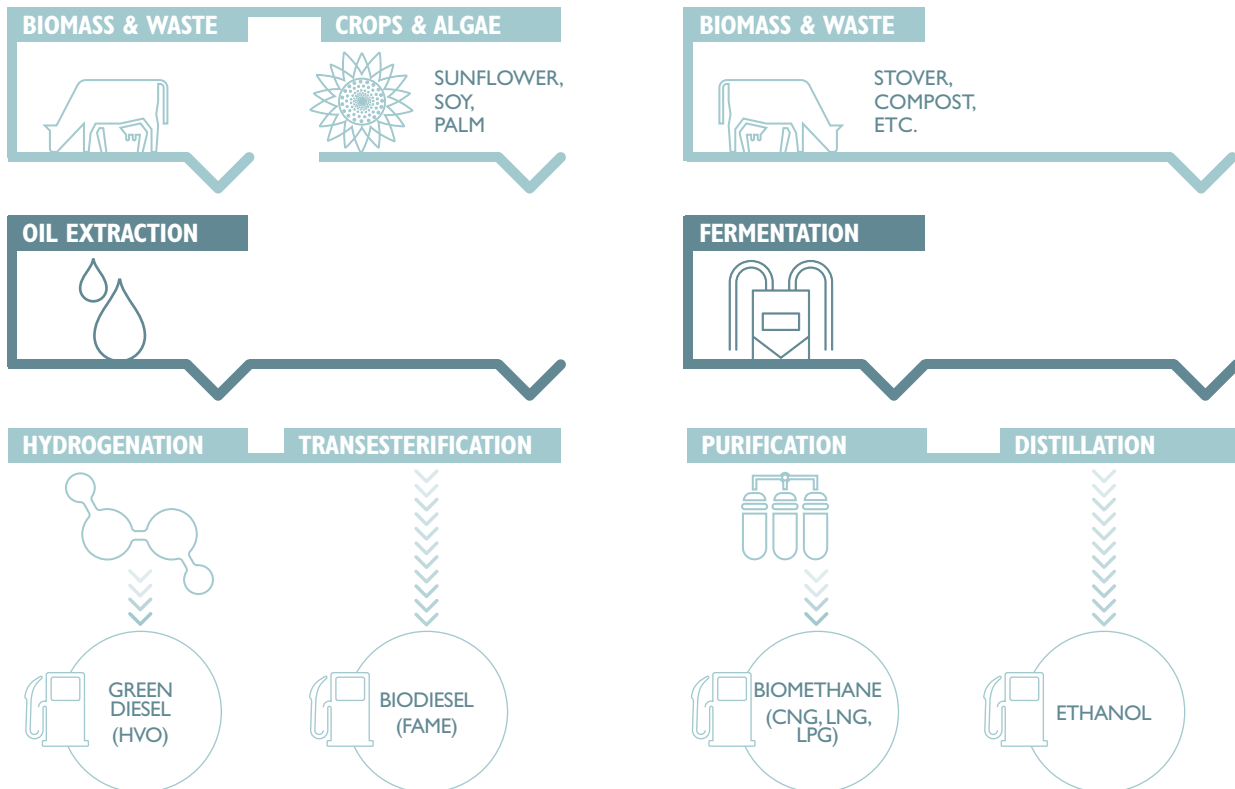 BIOMASS & WASTE
CROPS & ALGAE
SUNFLOWER,
SOY,
PALM
BIOMASS & WASTE
STOVER,
COMPOST,
ETC.
OIL EXTRACTION
FERMENTATION
HYDROGENATION
TRANSESTERIFICATION
PURIFICATION
DISTILLATION
GREEN
DIESEL
(HVO)
BIODIESEL
(FAME)
BIOMETHANE
(CNG, LNG,
LPG)
ETHANOL